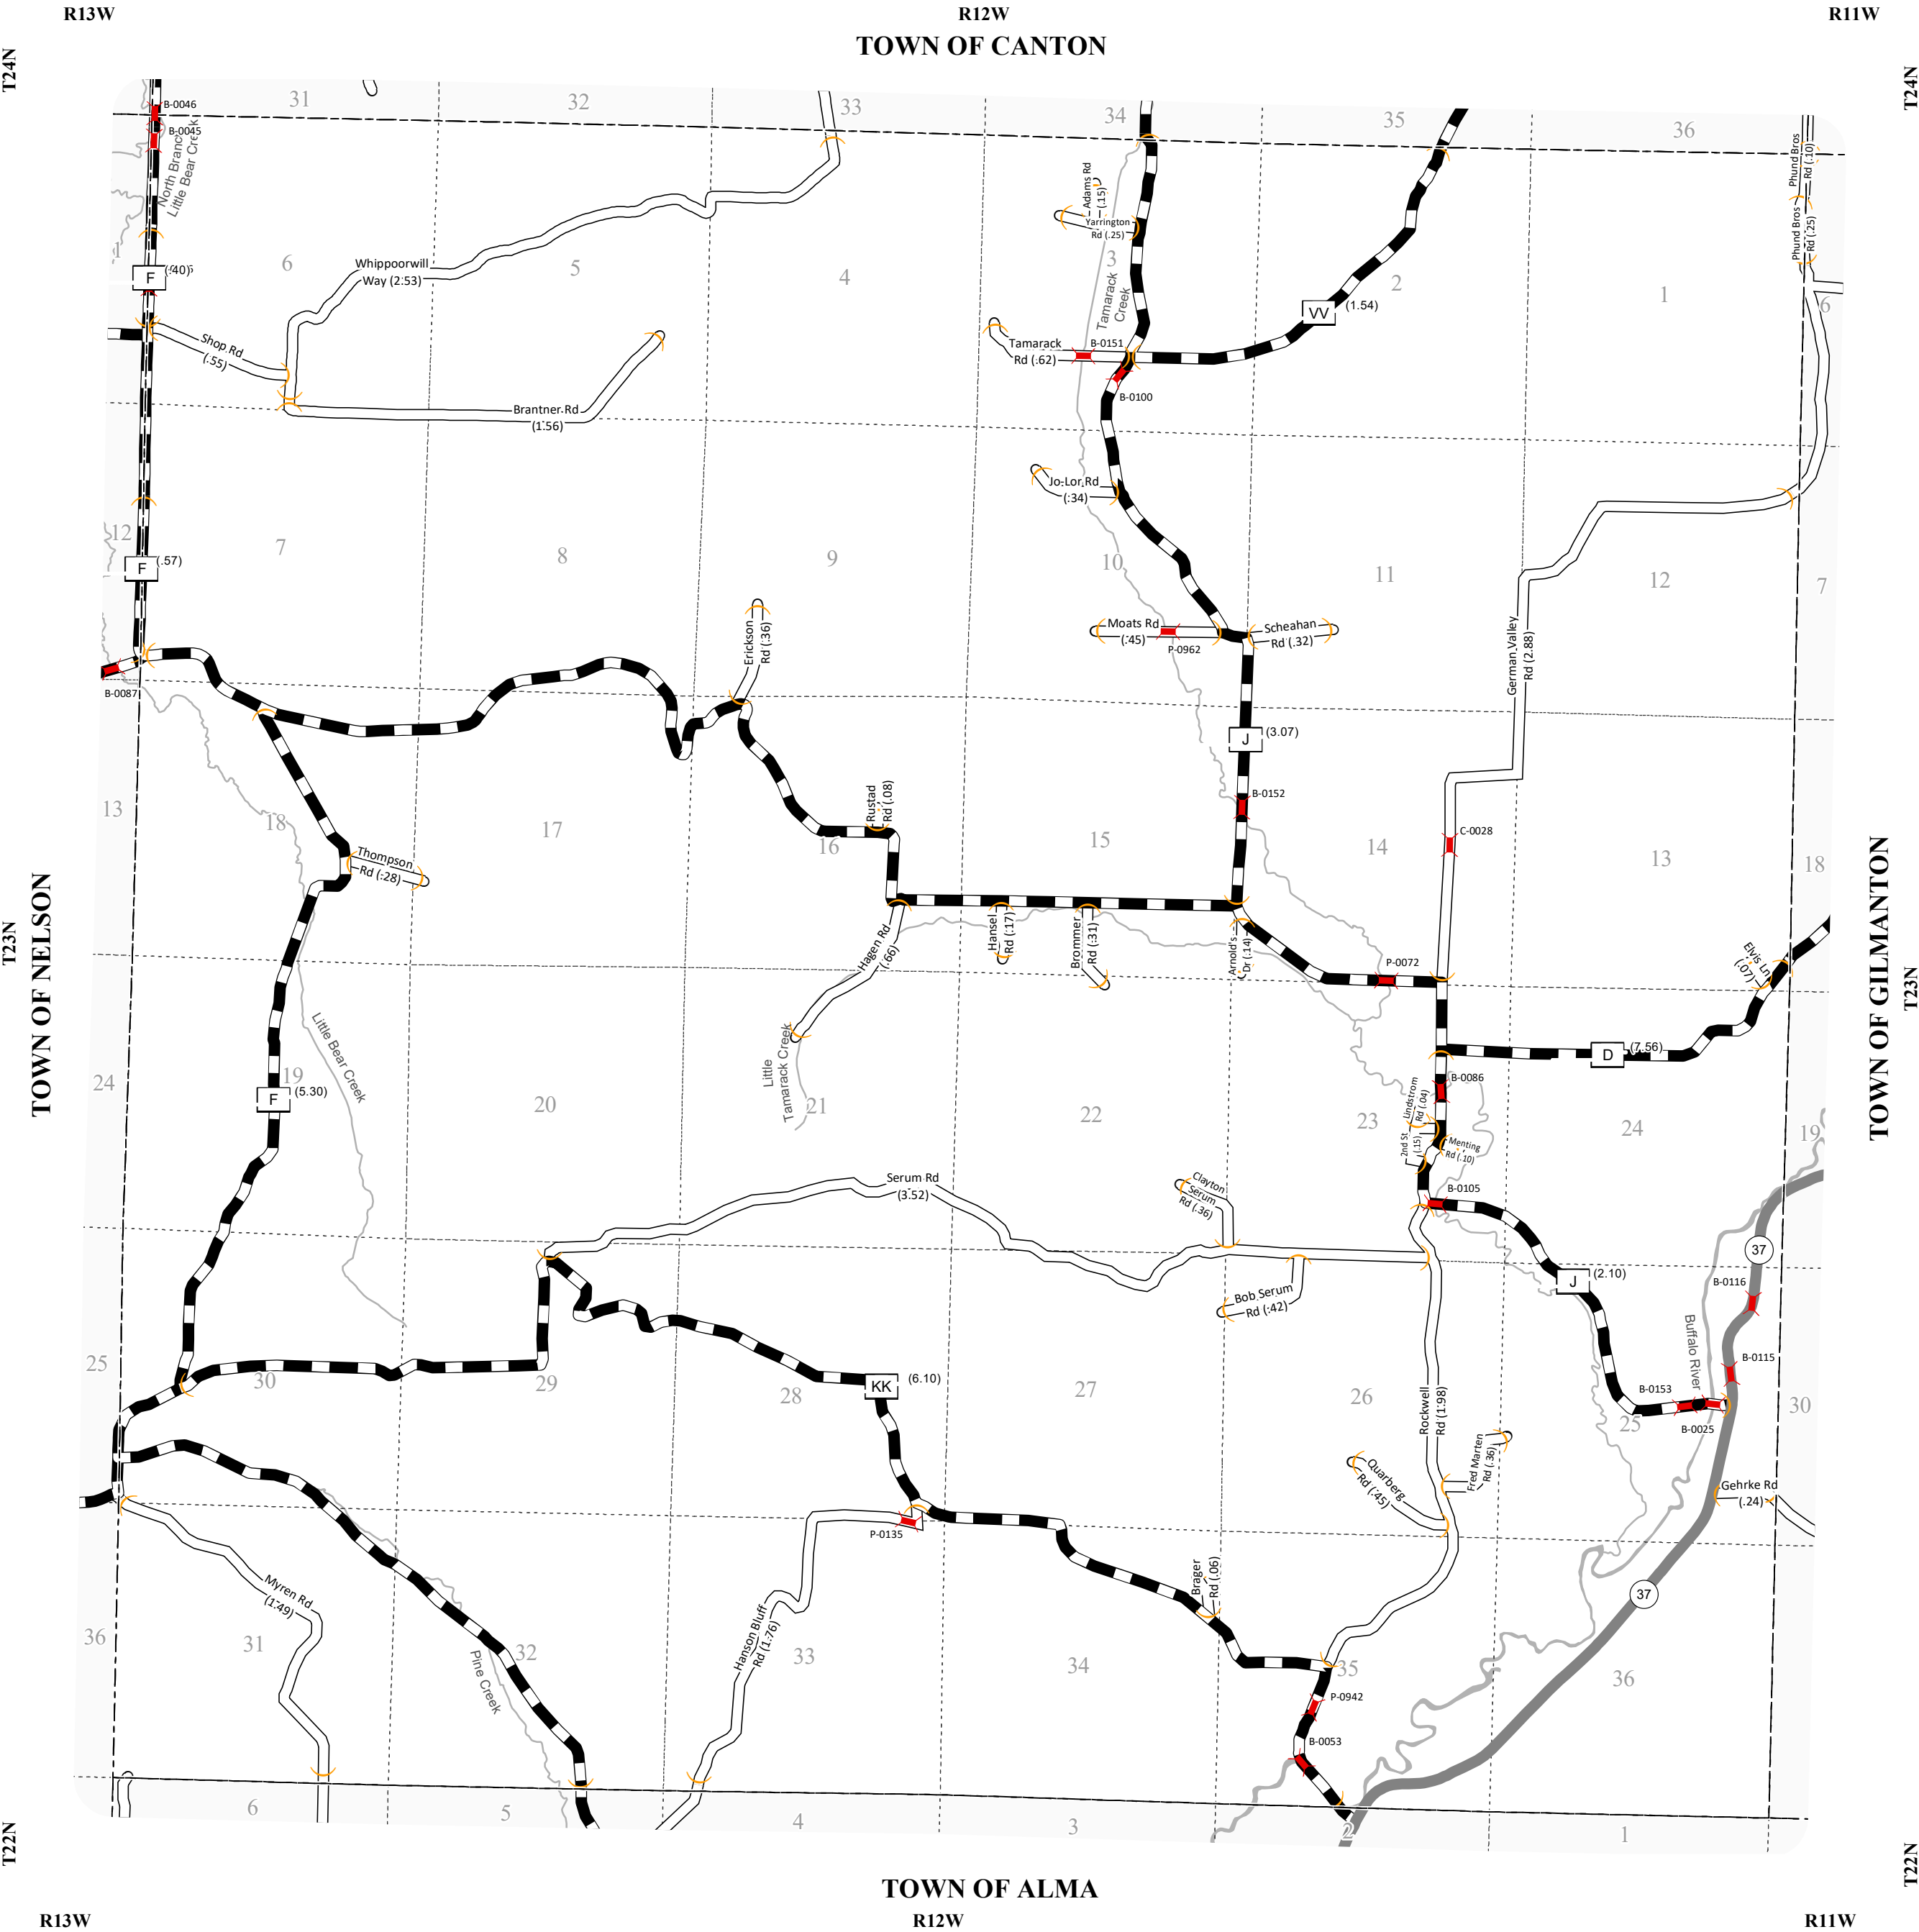 R13W
R12W
R11W
TOWN OF CANTON
T24N
T24N
31
32
33
34
35
36
B-0046
B-0045
North Branch
Little Bear Creek
1
F
6
5
4
3
2
1
6
Whippoorwill
Way (2.53)
Shop Rd
(.55)
Brantner Rd
(1.56)
Adams Rd
(.15)
Yarrington
Rd (.25)
Tamarack
Creek
Tamarack
Rd (.62)
B-0151
B-0100
VV
(1.54)
Phund Bros
Rd (.10)
Phund Bros
Rd (.25)
Jo-Lor Rd
(.34)
12
F
(.57)
7
8
9
10
11
12
7
Erickson
Rd (.36)
Moats Rd
(.45)
P-0962
Scheahan
Rd (.32)
German Valley
Rd (2.88)
B-0087
J
(3.07)
B-0152
C-0028
Rustad
Rd (.08)
13
18
17
16
15
14
13
18
Thompson
Rd (.28)
TOWN OF NELSON
T23N
TOWN OF GILMANTON
T23N
Hagen Rd
(.66)
Hansel
Rd (.17)
Brommer
Rd (.31)
Arnold's
Dr (.14)
P-0072
Elvis Ln
(.07)
D
(7.56)
Little Bear Creek
Little
Tamarack Creek
24
19
F
(5.30)
20
21
22
23
24
19
B-0086
Lindstrom
Rd (.04)
2nd St
(.15)
Menting
Rd (.10)
B-0105
Serum Rd
(3.52)
Clayton
Serum
Rd (.36)
Bob Serum
Rd (.42)
J
(2.10)
37
B-0116
Buffalo River
B-0115
B-0153
B-0025
25
30
29
28
27
26
25
30
KK
(6.10)
Rockwell
Rd (1.98)
Quarberg
Rd (.45)
Fred Marten
Rd (.36)
Gehrke Rd
(.24)
P-0135
Myren Rd
(1.49)
Hanson Bluff
Rd (1.76)
Brager
Rd (.06)
37
Pine Creek
36
31
32
33
34
35
36
P-0942
B-0053
6
5
4
3
2
1
T22N
T22N
TOWN OF ALMA
R13W
R12W
R11W